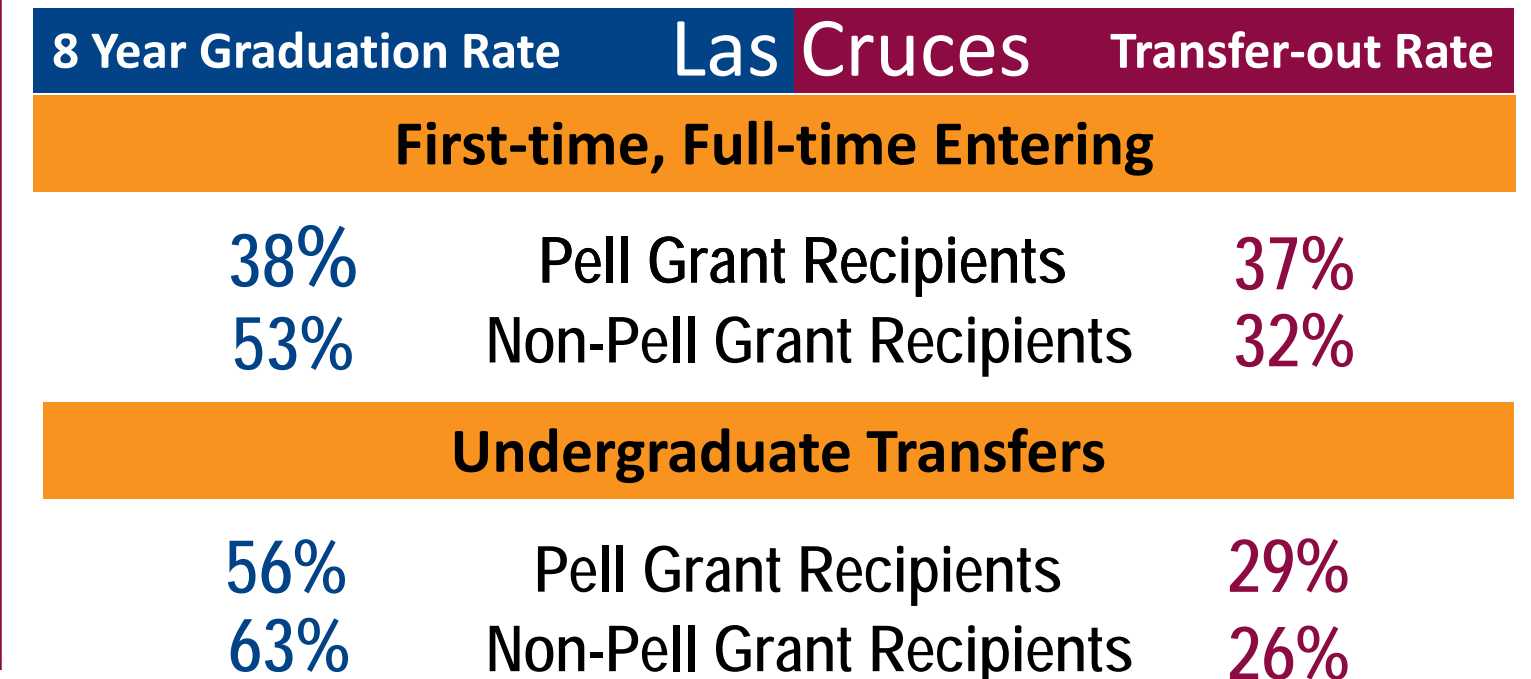 8 Year Graduation Rate Las Cruces Transfer-out Rate
First-time, Full-time Entering
38% Pell Grant Recipients 37%
53% Non-Pell Grant Recipients 32%
Undergraduate Transfers
56% Pell Grant Recipients 29%
63% Non-Pell Grant Recipients 26%